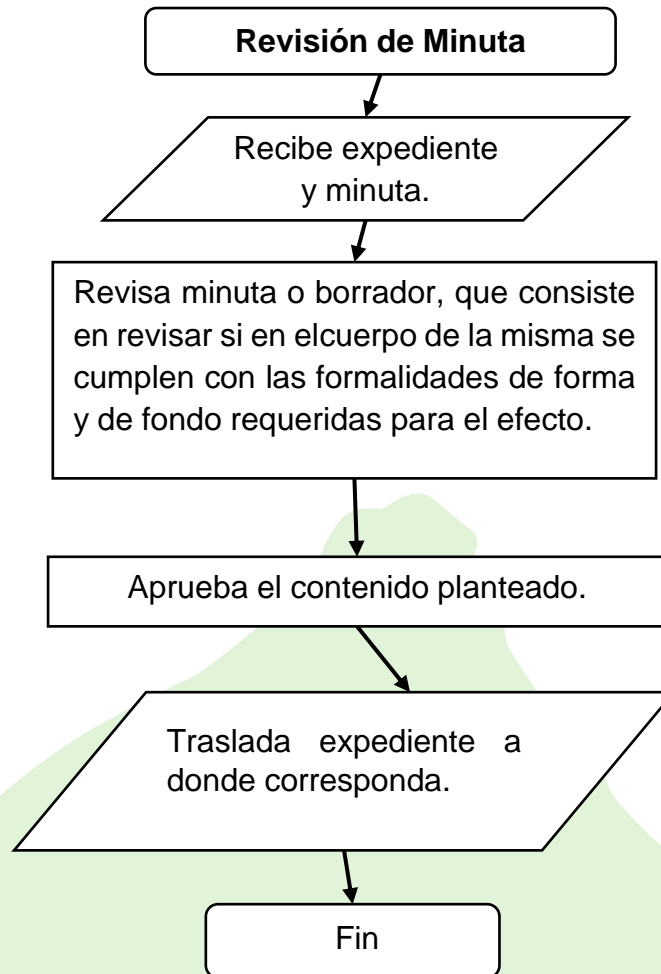 Revisión de Minuta
Recibe expediente
y minuta.
Revisa minuta o borrador, que consiste
en revisar si en elcuerpo de la misma se
cumplen con las formalidades de forma
y de fondo requeridas para el efecto.
Aprueba el contenido planteado.
Traslada expediente a
donde corresponda.
Fin